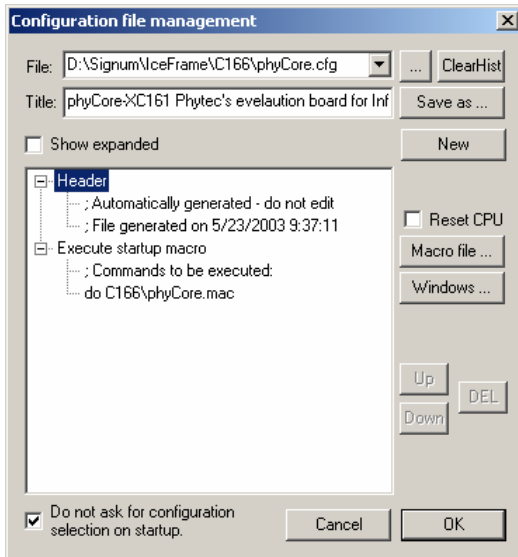 Configuration file management
File: D:\Signum\IceFrame\C166\phyCore.cfg ... ClearHist
Title: phyCore-XC161 Phytec's evelaution board for Inf Save as ...
Show expanded New
Header
; Automatically generated - do not edit
; File generated on 5/23/2003 9:37:11 Reset CPU
Execute startup macro Macro file ...
; Commands to be executed:
do C166\phyCore.mac Windows ...
Up
DEL
Down
Do not ask for configuration
selection on startup. Cancel OK